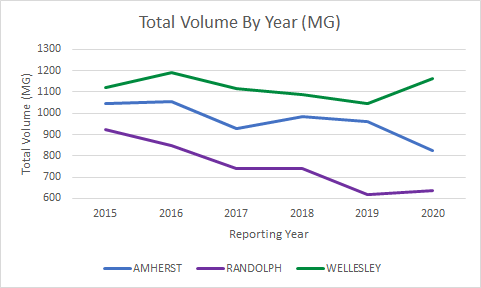 Total Volume By Year (MG)
Total Volume (MG)
1300
1200
1100
1000
900
800
700
600
2015 2016 2017 2018 2019 2020
Reporting Year
AMHERST RANDOLPH WELLESLEY